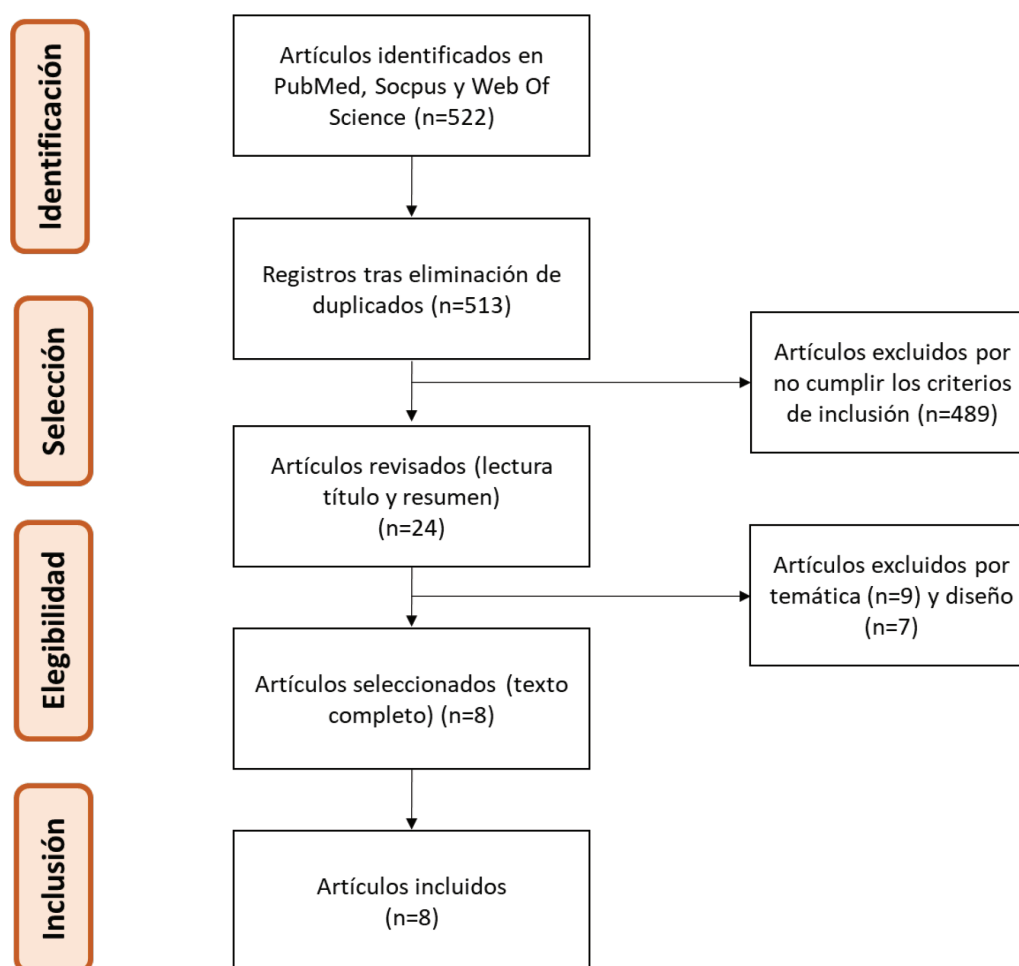 Identificación
Artículos identificados en
PubMed, Socpus y Web Of
Science (n=522)
Registros tras eliminación de
duplicados (n=513)
Selección
Artículos excluidos por
no cumplir los criterios
de inclusión (n=489)
Artículos revisados (lectura
título y resumen)
(n=24)
Elegibilidad
Artículos excluidos por
temática (n=9) y diseño
(n=7)
Artículos seleccionados (texto
completo) (n=8)
Inclusión
Artículos incluidos
(n=8)